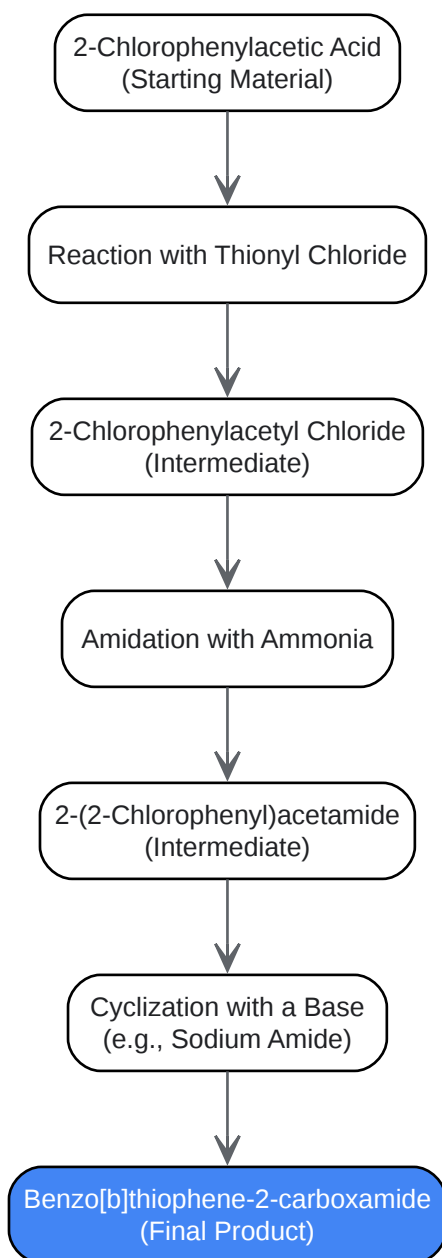 2-Chlorophenylacetic Acid
(Starting Material)
Reaction with Thionyl Chloride
2-Chlorophenylacetyl Chloride
(Intermediate)
Amidation with Ammonia
2-(2-Chlorophenyl)acetamide
(Intermediate)
Cyclization with a Base
(e.g., Sodium Amide)
Benzo[b]thiophene-2-carboxamide
(Final Product)